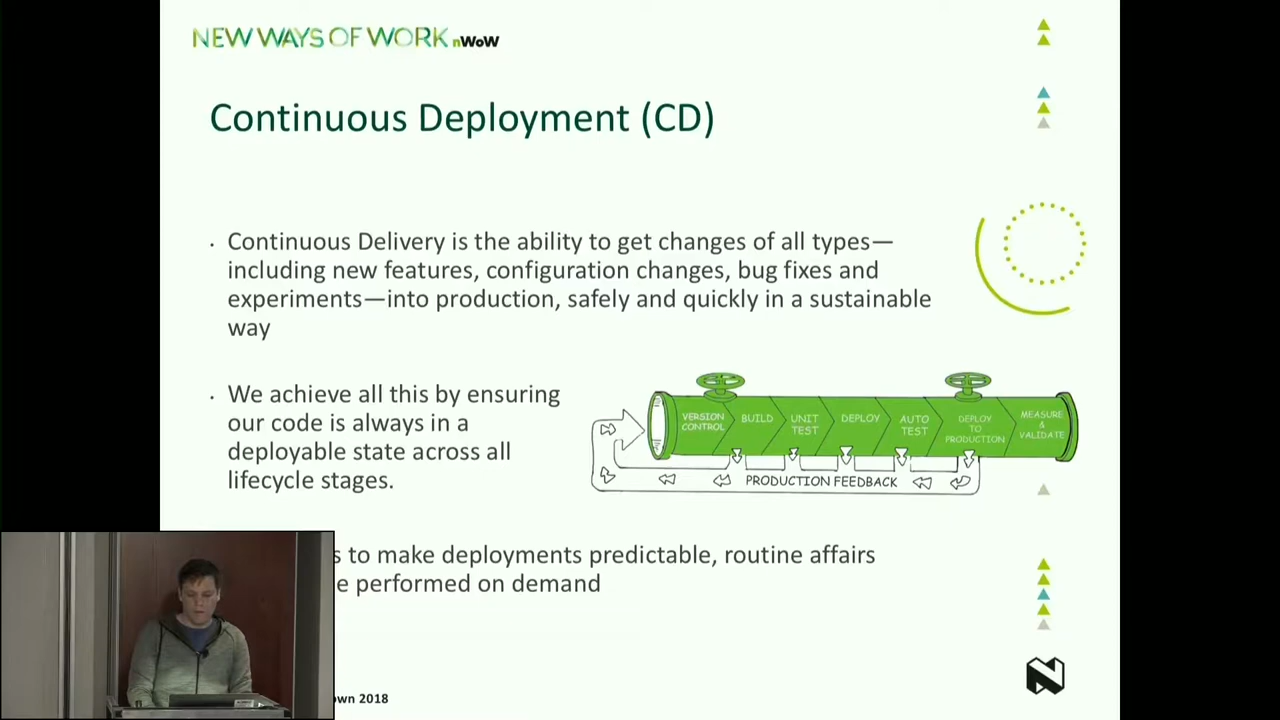 NEW WAYS OF WORK nWoW
Continuous Deployment (CD)
· Continuous Delivery is the ability to get changes of all types—
including new features, configuration changes, bug fixes and
experiments—into production, safely and quickly in a sustainable
way
· We achieve all this by ensuring
our code is always in a
deployable state across all
lifecycle stages.
VERSION
CONTROL
BUILD
UNIT
TEST
DEPLOY
AUTO
TEST
DEPLOY
TO
PRODUCTION
MEASURE
&
VALIDATE
PRODUCTION FEEDBACK
to make deployments predictable, routine affairs
performed on demand
2018